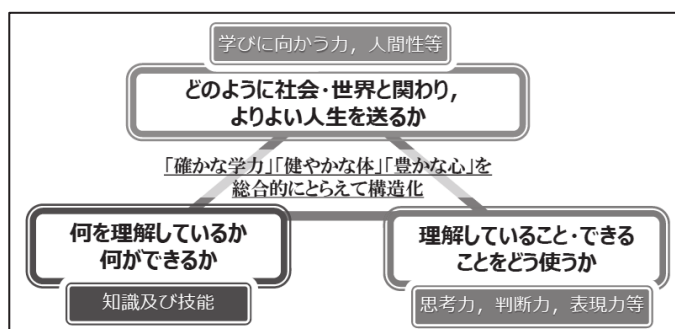 学びに向かう力，人間性等
どのように社会・世界と関わり，
よりよい人生を送るか
「確かな学力」「健やかな体」「豊かな心」を
総合的にとらえて構造化
何を理解しているか
何ができるか
知識及び技能
理解していること・できる
ことをどう使うか
思考力，判断力，表現力等